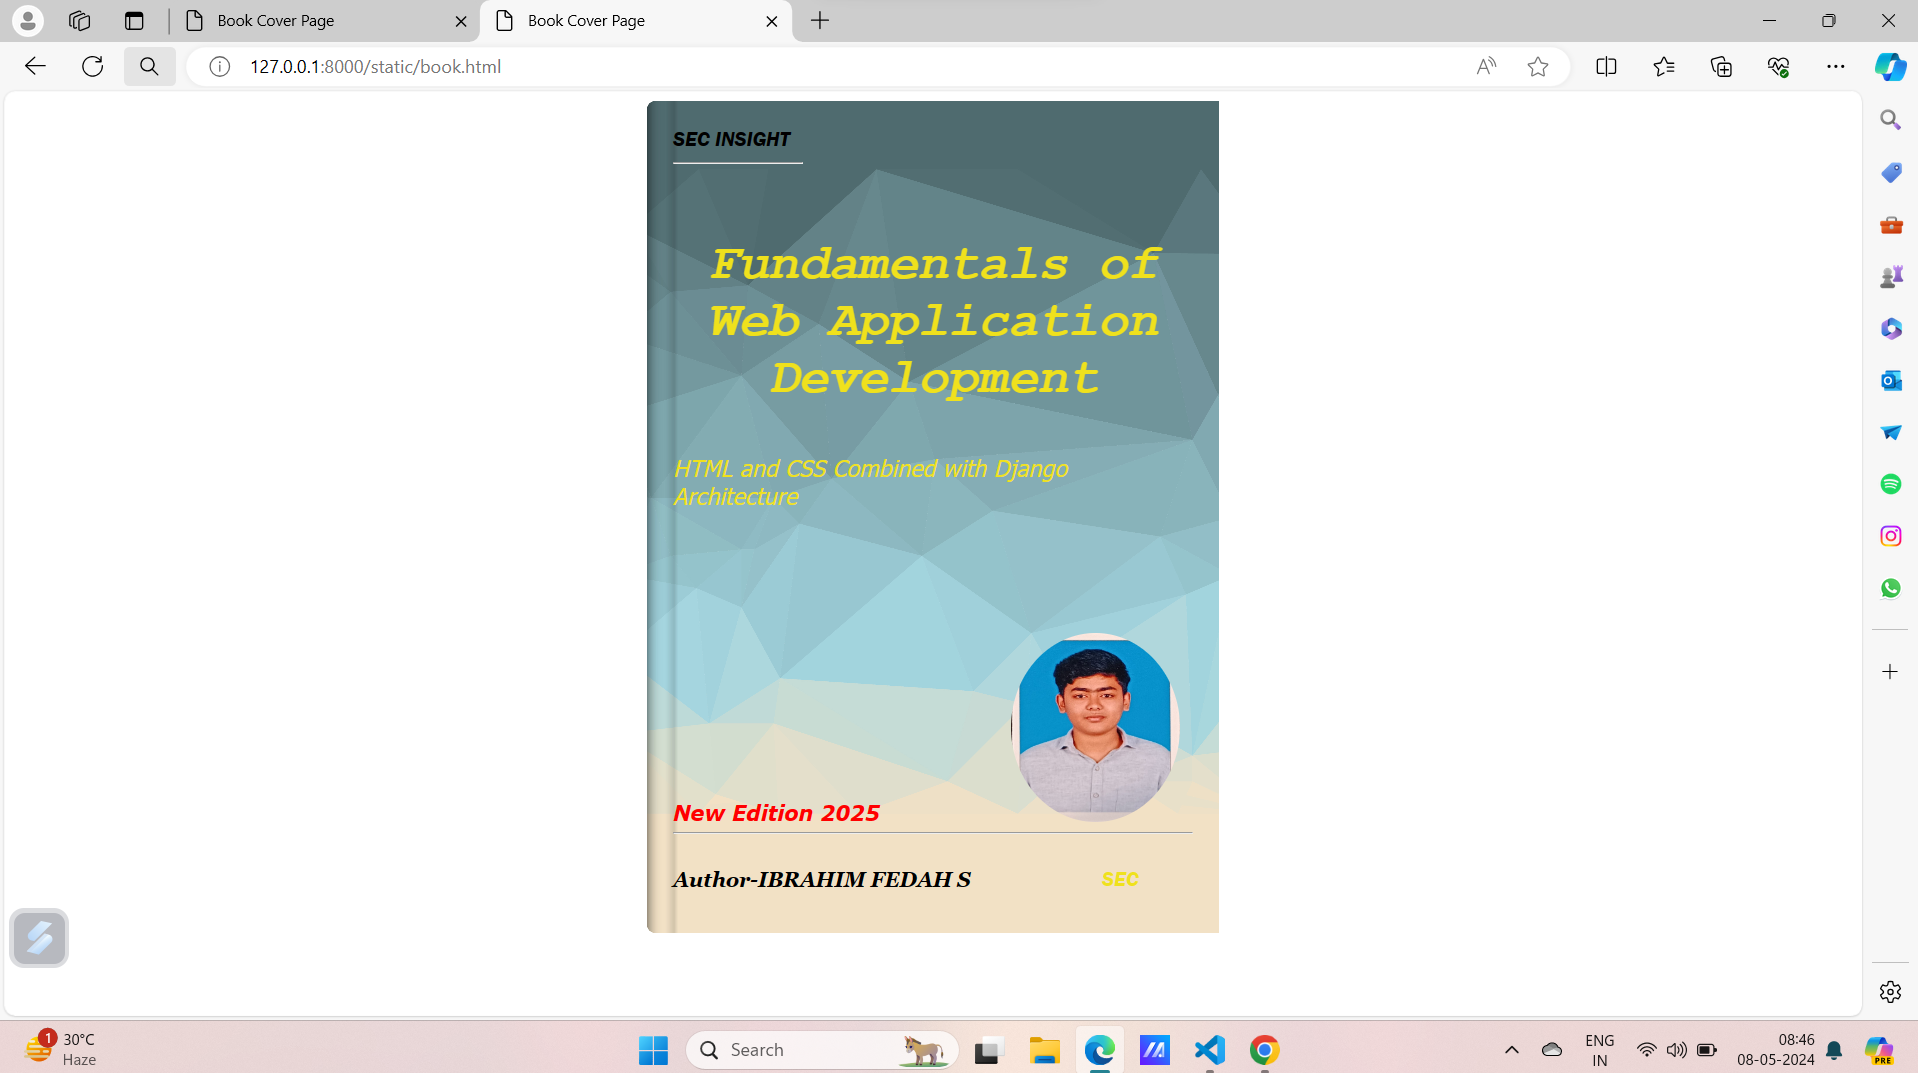 Book Cover Page
Book Cover Page
127.0.0.1:8000/static/book.html
SEC INSIGHT
Fundamentals of
Web Application
Development
HTML and CSS Combined with Django
Architecture
New Edition 2025
Author-IBRAHIM FEDAH S
SEC
1
30°C
Haze
Search
ENG
IN
08:46
08-05-2024
PRE